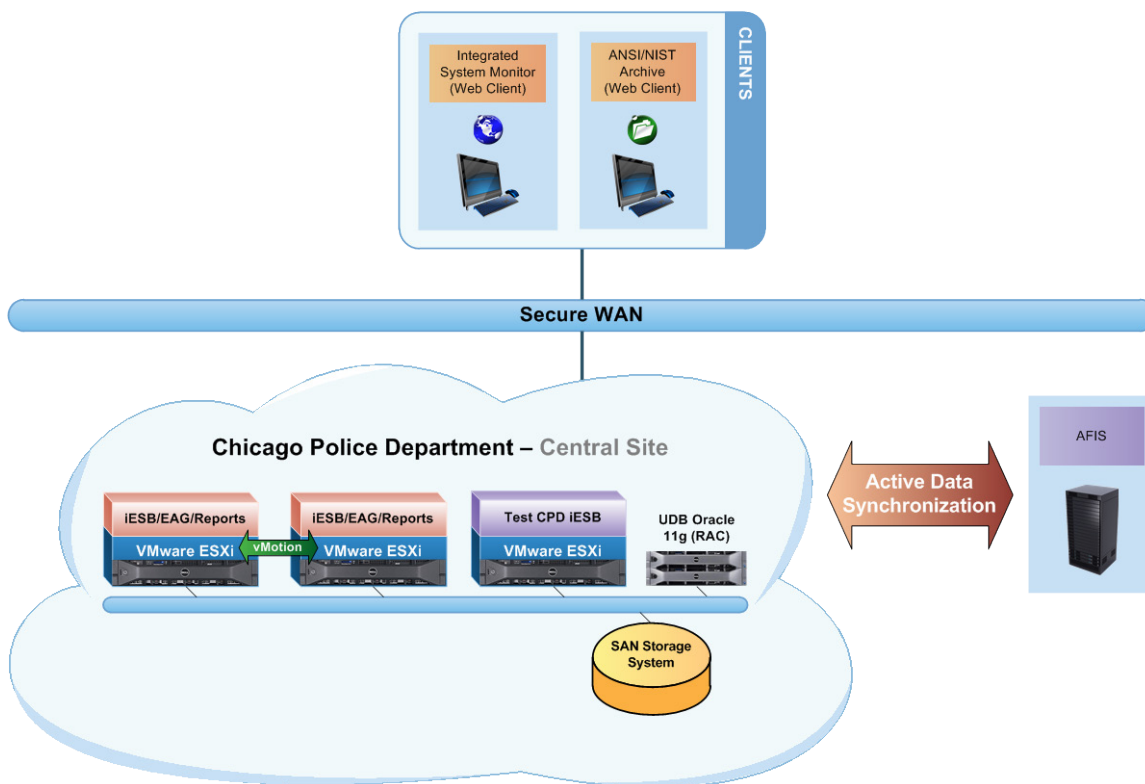 Integrated
System Monitor
(Web Client)
ANSI/NIST
Archive
(Web Client)
CLIENTS
Secure WAN
Chicago Police Department – Central Site
iESB/EAG/Reports
VMware ESXi
vMotion
iESB/EAG/Reports
VMware ESXi
Test CPD iESB
VMware ESXi
UDB Oracle
11g (RAC)
SAN Storage
System
Active Data
Synchronization
AFIS